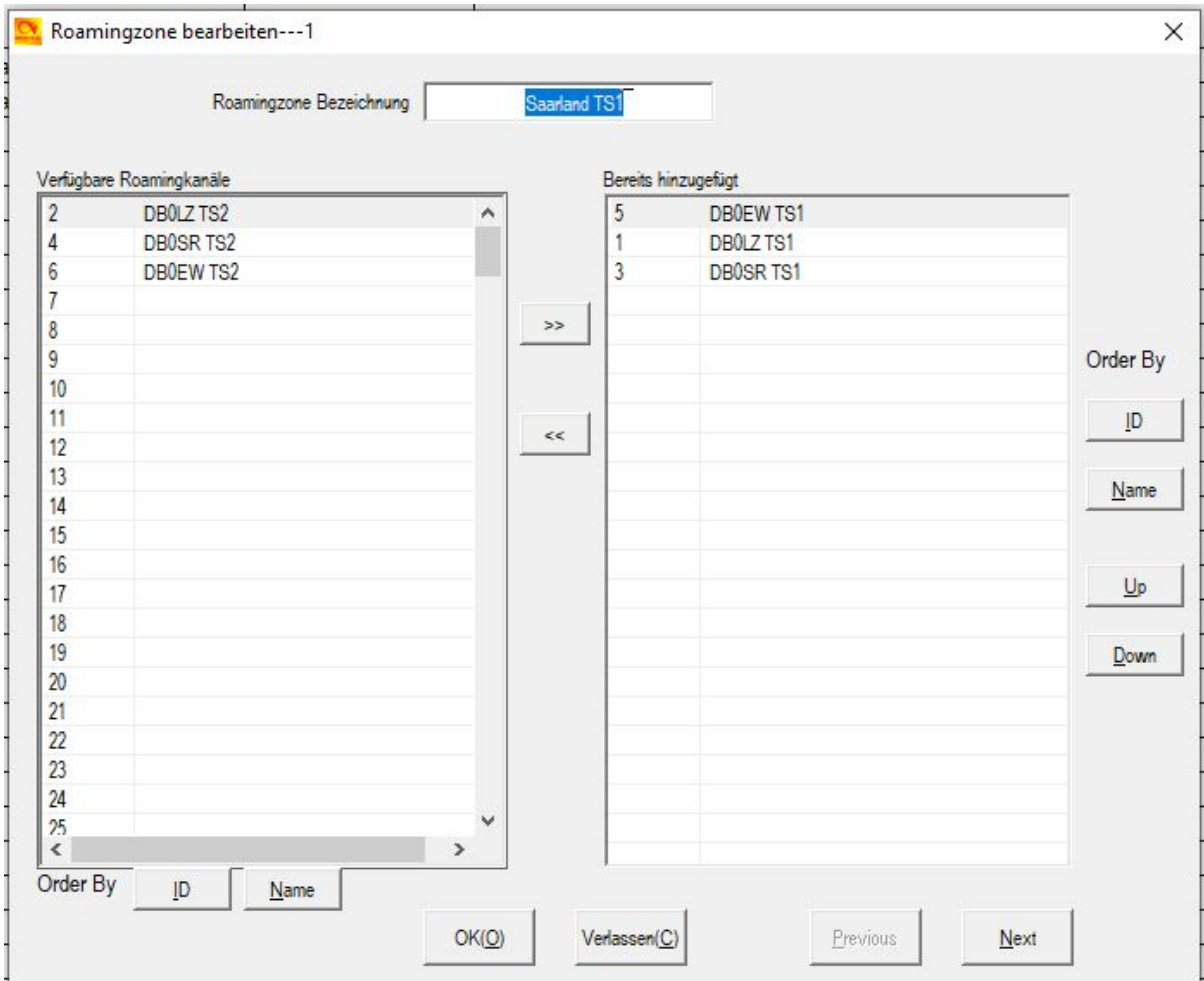 Roamingzone bearbeiten---1
Roamingzone Bezeichnung Saarland TS1
Verfügbare Roamingkanäle
2 DB0LZ TS2
4 DB0SR TS2
6 DB0EW TS2
7
8
9
10
11
12
13
14
15
16
17
18
19
20
21
22
23
24
25
Order By ID Name
>>
<<
Bereits hinzugefügt
5 DB0EW TS1
1 DB0LZ TS1
3 DB0SR TS1
Order By
ID
Name
Up
Down
OK(O) Verlassen(C) Previous Next